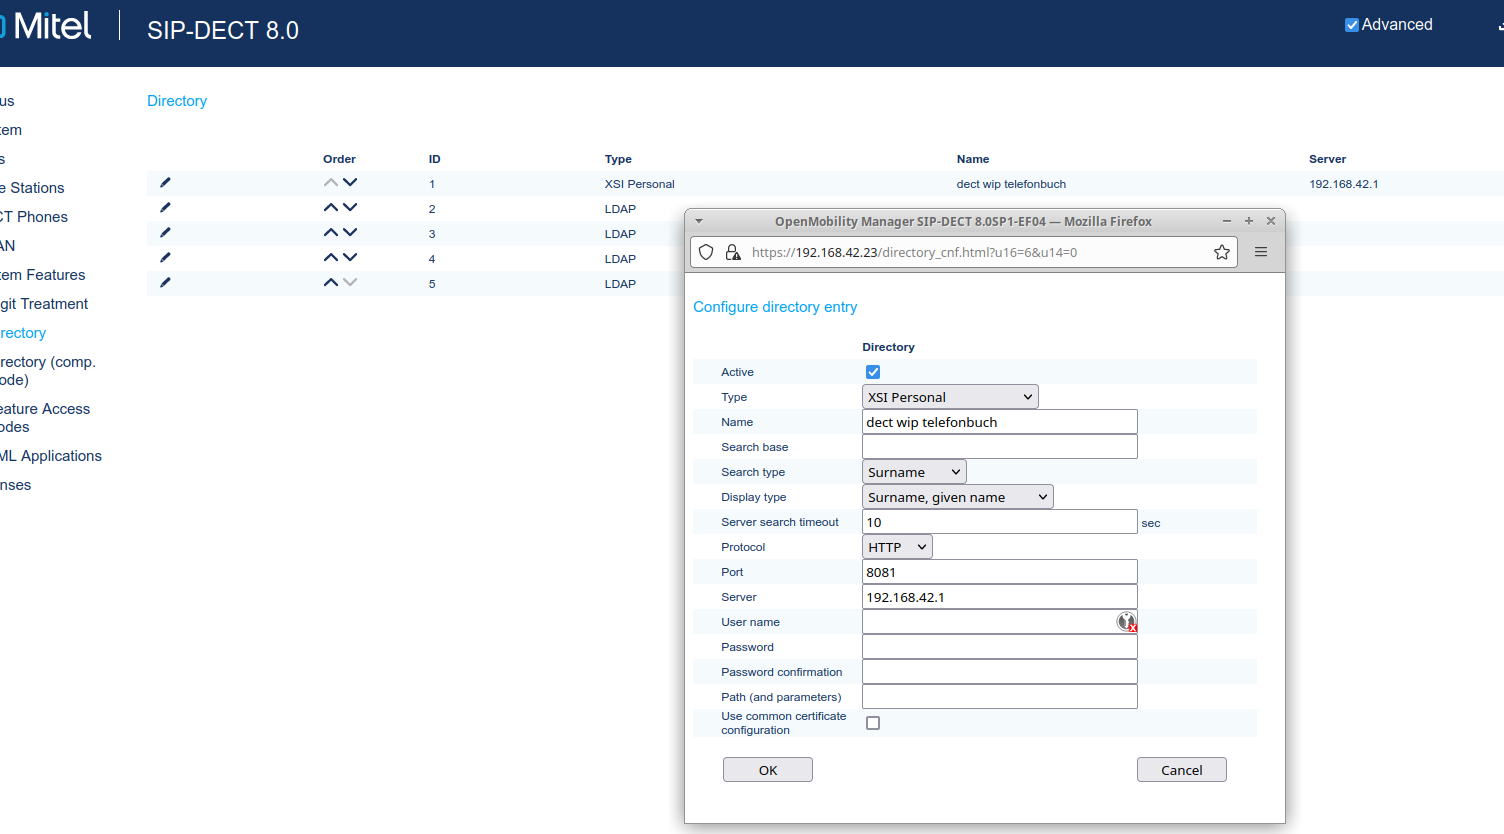 Mitel SIP-DECT 8.0 Advanced
us
tem
s
e Stations
CT Phones
AN
tem Features
git Treatment
rectory
rectory (comp.
ode)
eature Access
odes
ML Applications
nses
Directory
Order ID Type Name Server
1 XSI Personal dect wip telefonbuch 192.168.42.1
2 LDAP
3 LDAP
4 LDAP
5 LDAP
OpenMobility Manager SIP-DECT 8.0SP1-EF04 — Mozilla Firefox
https://192.168.42.23/directory_cnf.html?u16=6&u14=0
Configure directory entry
Directory
Active
Type XSI Personal
Name dect wip telefonbuch
Search base
Search type Surname
Display type Surname, given name
Server search timeout 10 sec
Protocol HTTP
Port 8081
Server 192.168.42.1
User name
Password
Password confirmation
Path (and parameters)
Use common certificate
configuration
OK Cancel